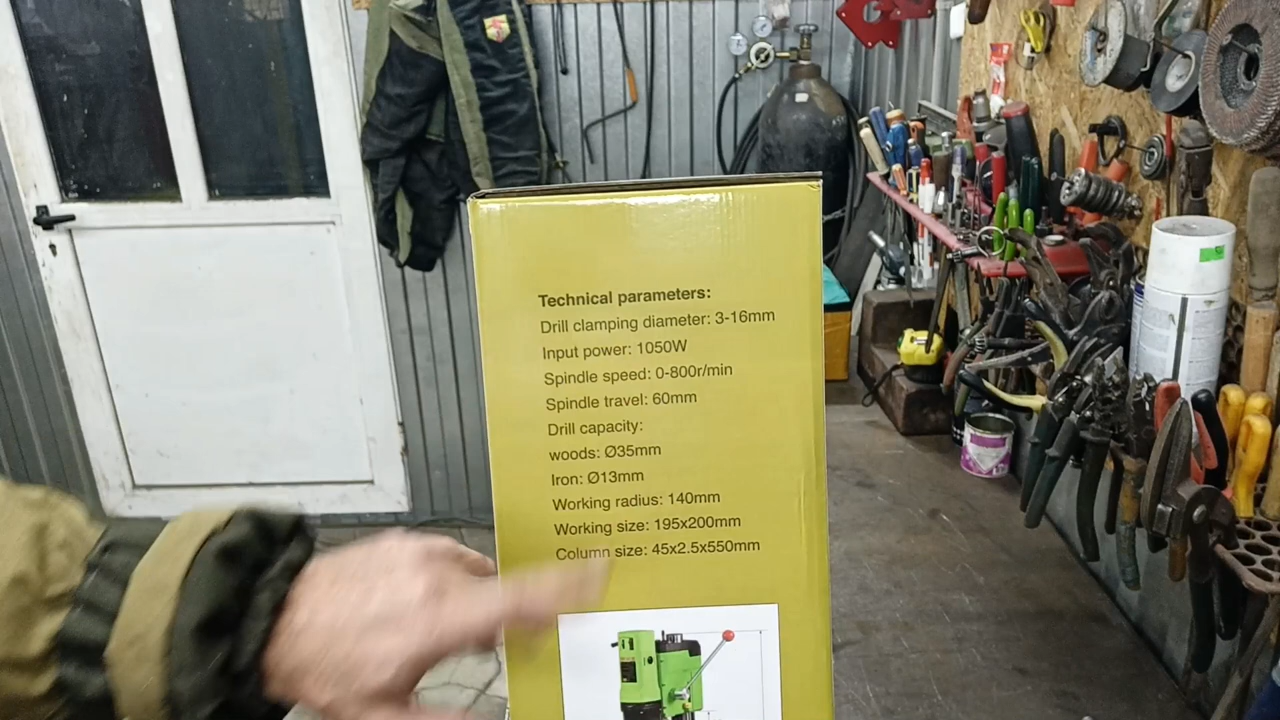 Technical parameters:
Drill clamping diameter: 3-16mm
Input power: 1050W
Spindle speed: 0-800r/min
Spindle travel: 60mm
Drill capacity:
woods: Ø35mm
Iron: Ø13mm
Working radius: 140mm
Working size: 195x200mm
Column size: 45x2.5x550mm